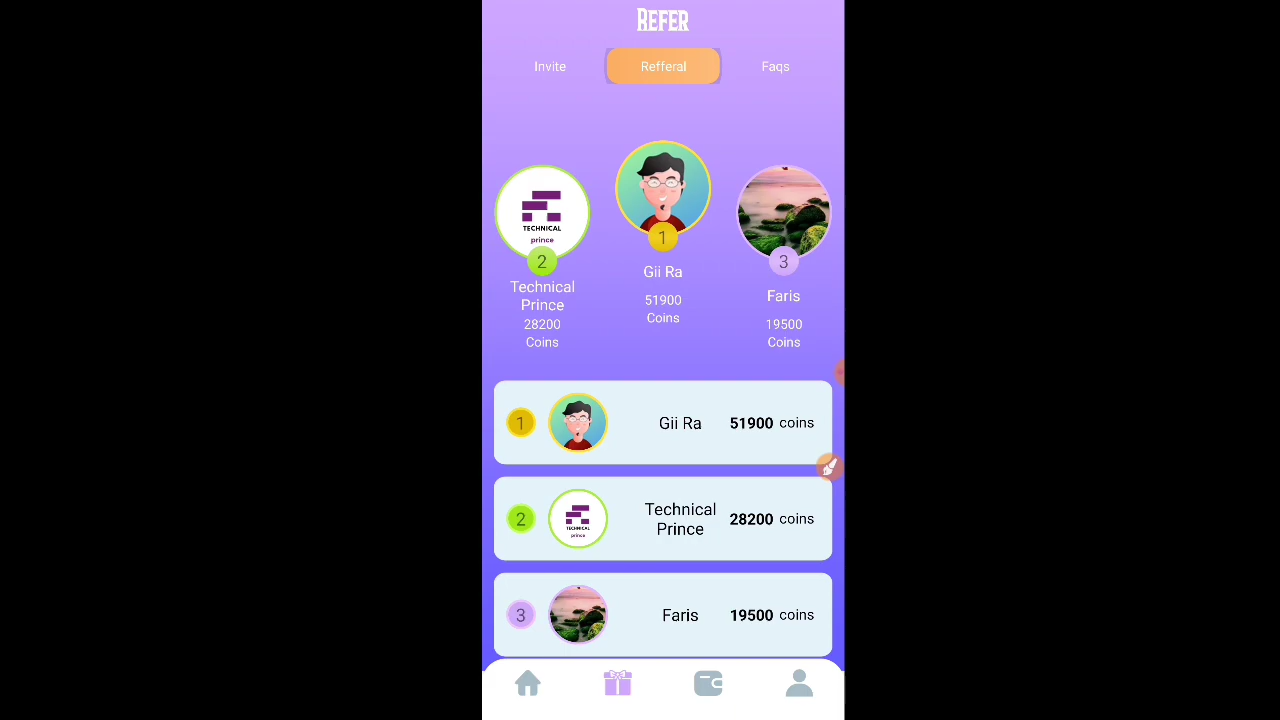 REFER
Invite
Refferal
Faqs
TECHNICAL
prince
1
2
3
Gii Ra
Technical
Prince
Faris
51900
Coins
28200
Coins
19500
Coins
1 Gii Ra 51900 coins
TECHNICAL
prince
2 Technical
Prince 28200 coins
3 Faris 19500 coins